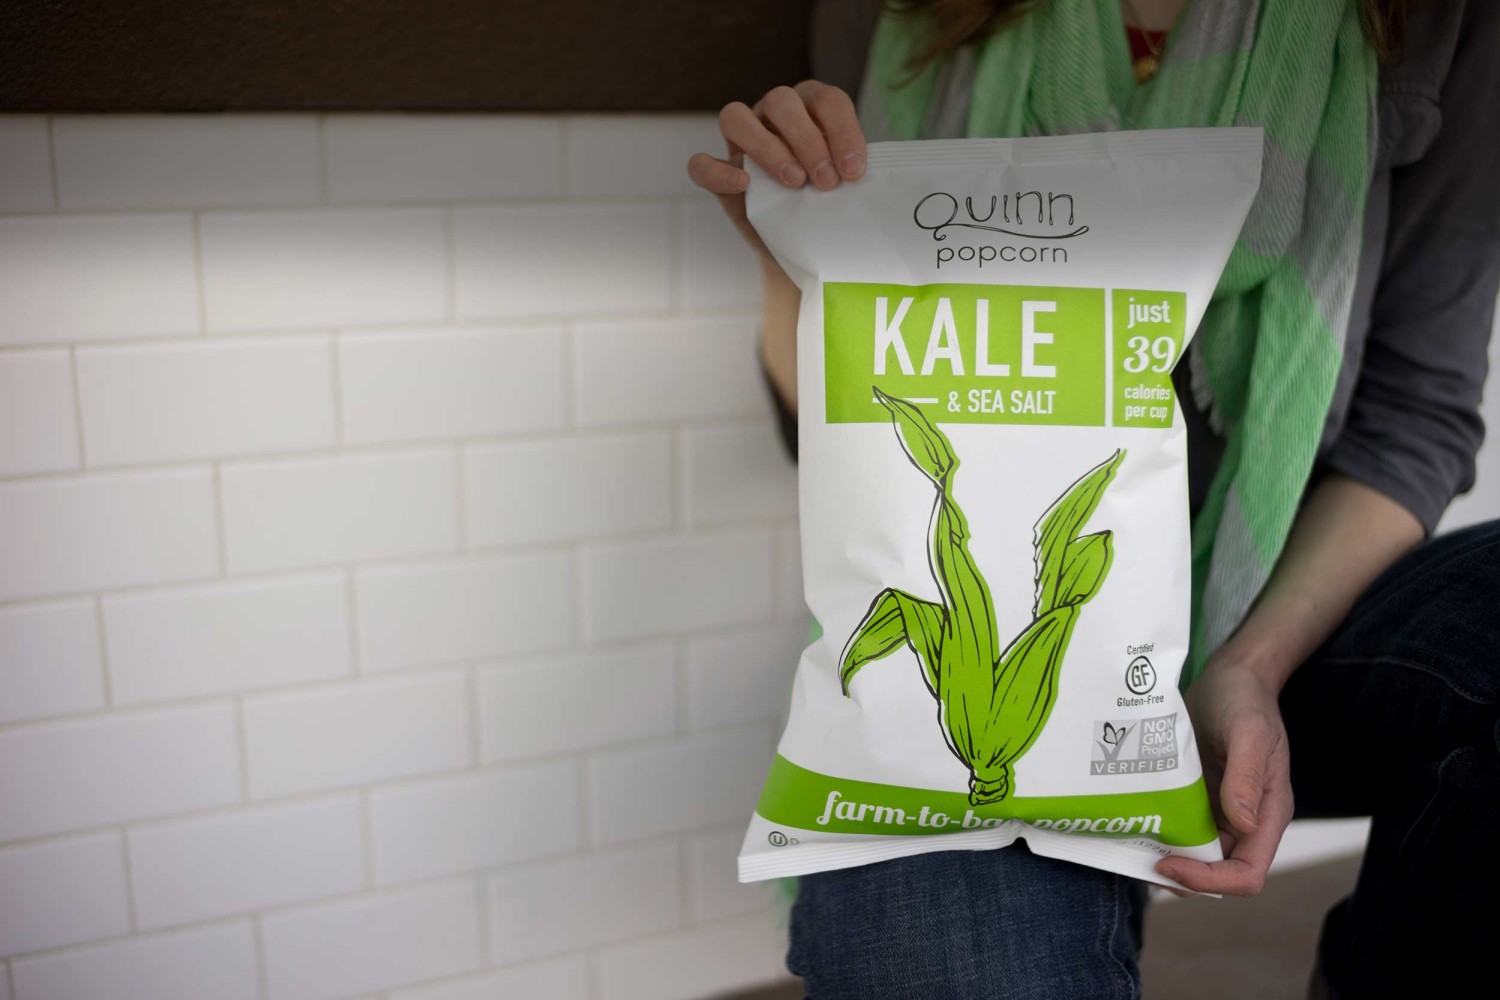 Quinn
popcorn
KALE
& SEA SALT
just
39
calories
per cup
Certified
GF
Gluten-Free
NON
GMO
Project
VERIFIED
farm-to-bag popcorn
U D